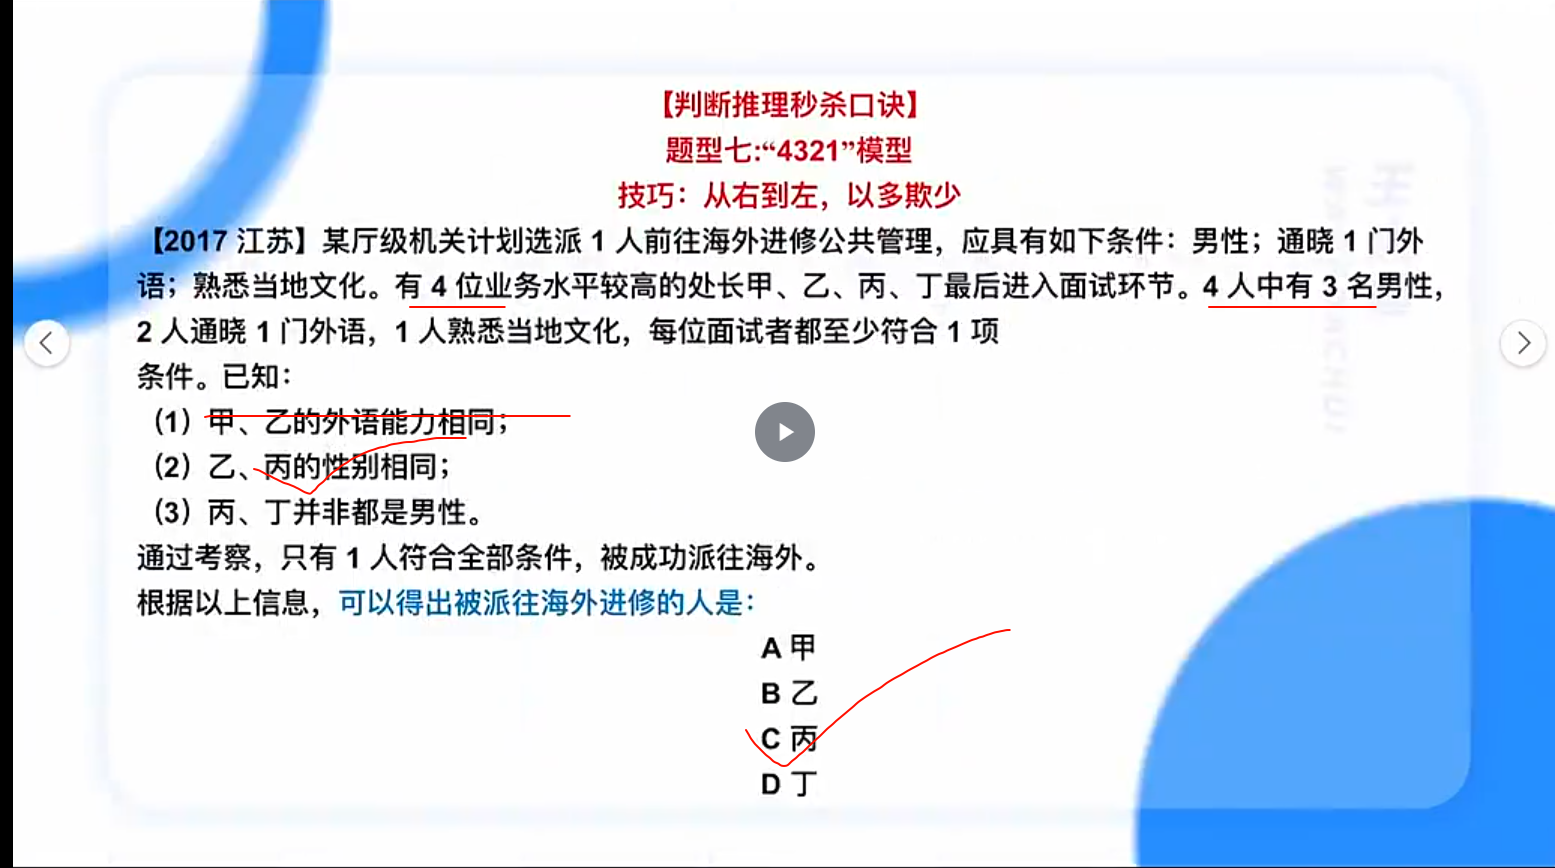 【判断推理秒杀口诀】
题型七:“4321”模型
技巧：从右到左，以多欺少
【2017 江苏】某厅级机关计划选派 1 人前往海外进修公共管理，应具有如下条件：男性；通晓 1 门外
语；熟悉当地文化。有 4 位业务水平较高的处长甲、乙、丙、丁最后进入面试环节。4 人中有 3 名男性，
2 人通晓 1 门外语，1 人熟悉当地文化，每位面试者都至少符合 1 项
条件。已知：
（1）甲、乙的外语能力相同；
（2）乙、丙的性别相同；
（3）丙、丁并非都是男性。
通过考察，只有 1 人符合全部条件，被成功派往海外。
根据以上信息，可以得出被派往海外进修的人是：
A 甲
B 乙
C 丙
D 丁